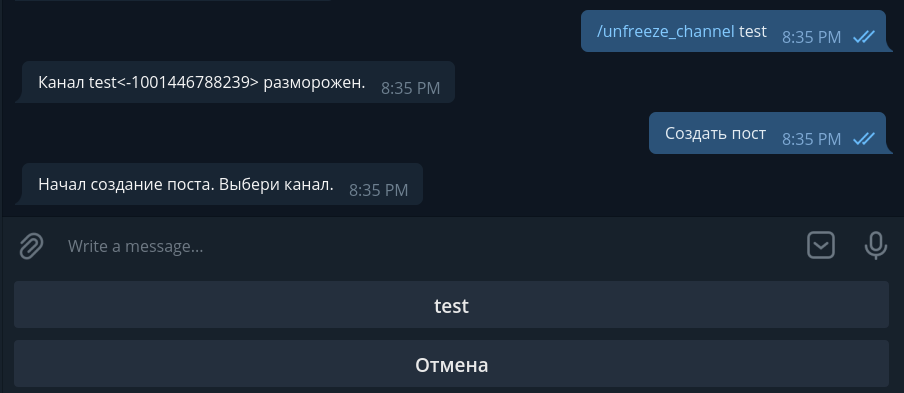 /unfreeze_channel test 8:35 PM
Канал test<-1001446788239> разморожен. 8:35 PM
Создать пост 8:35 PM
Начал создание поста. Выбери канал. 8:35 PM
Write a message...
test
Отмена